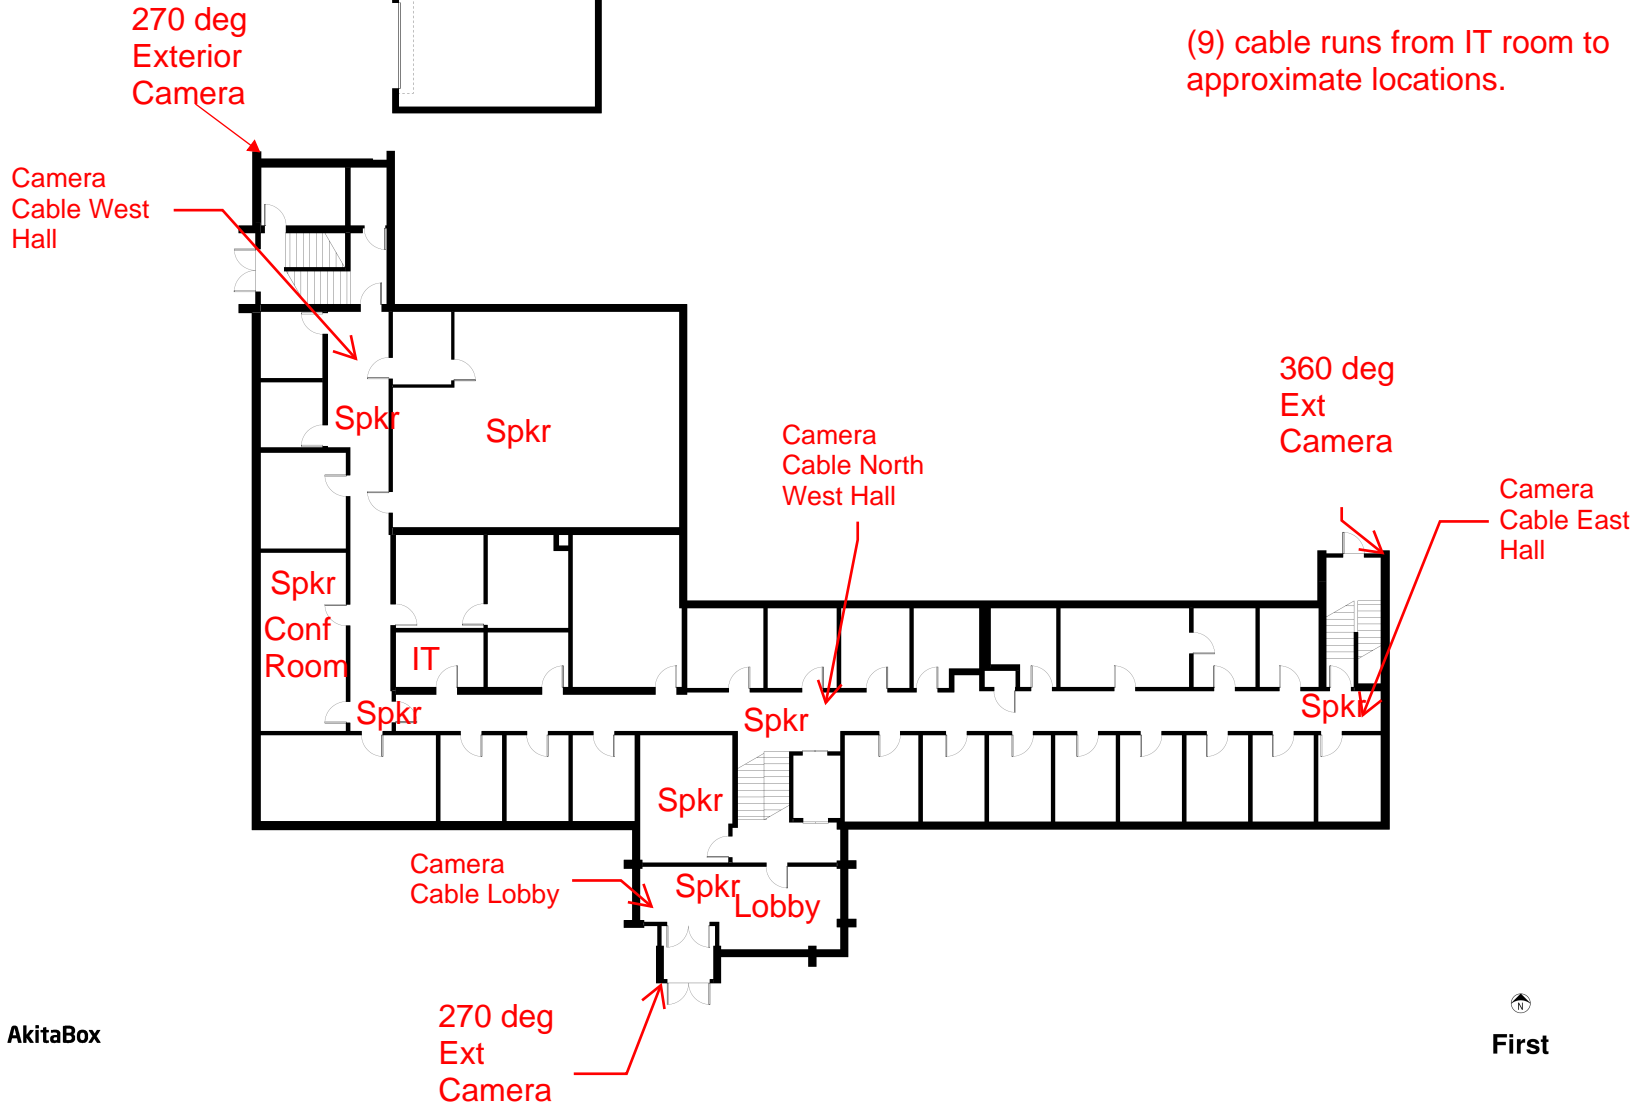 270 deg
Exterior
Camera
(9) cable runs from IT room to
approximate locations.
Camera
Cable West
Hall
360 deg
Ext
Camera
Spkr
Spkr
Camera
Cable North
West Hall
Camera
Cable East
Hall
Spkr
Conf
Room
IT
Spkr
Spkr
Spkr
Spkr
Camera
Cable Lobby
Spkr
Lobby
270 deg
Ext
Camera
AkitaBox
N
First